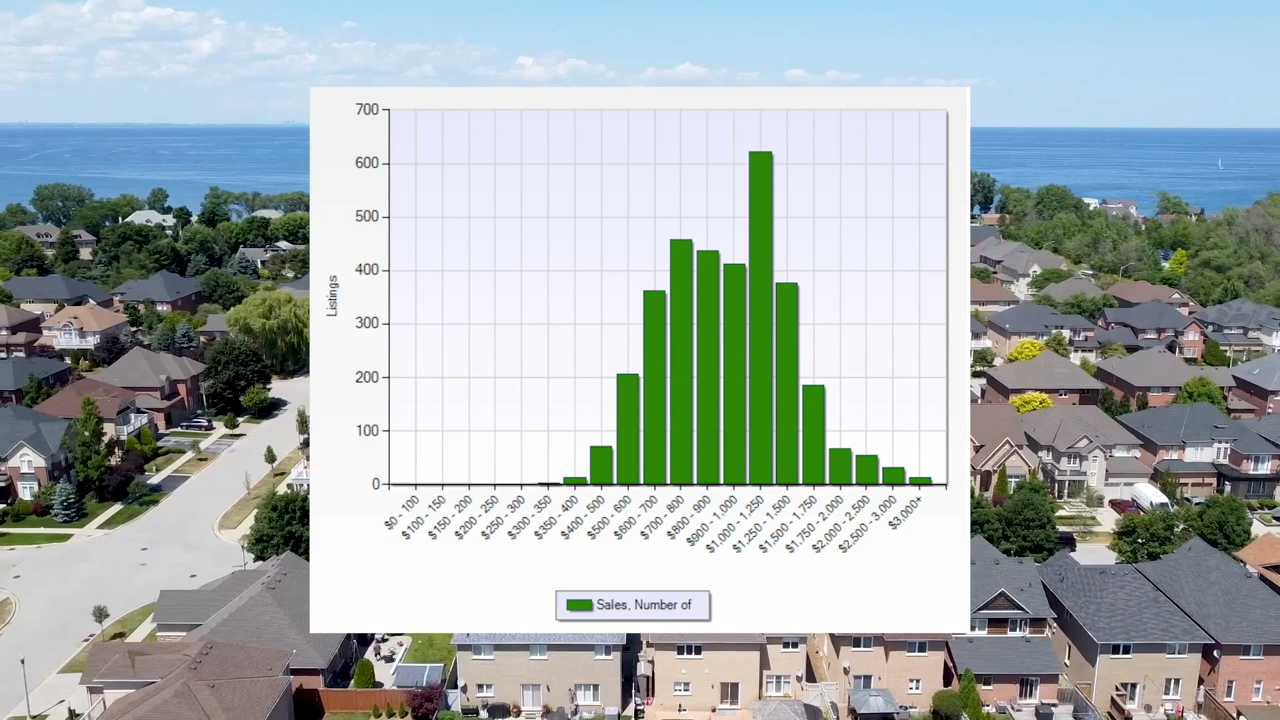 700
600
500
400
300
200
100
0
Listings
$0 - 100
$100 - 150
$150 - 200
$200 - 250
$250 - 300
$300 - 350
$350 - 400
$400 - 500
$500 - 600
$600 - 700
$700 - 800
$800 - 900
$900 - 1,000
$1,000 - 1,250
$1,250 - 1,500
$1,500 - 1,750
$1,750 - 2,000
$2,000 - 2,500
$2,500 - 3,000
$3,000+
Sales, Number of